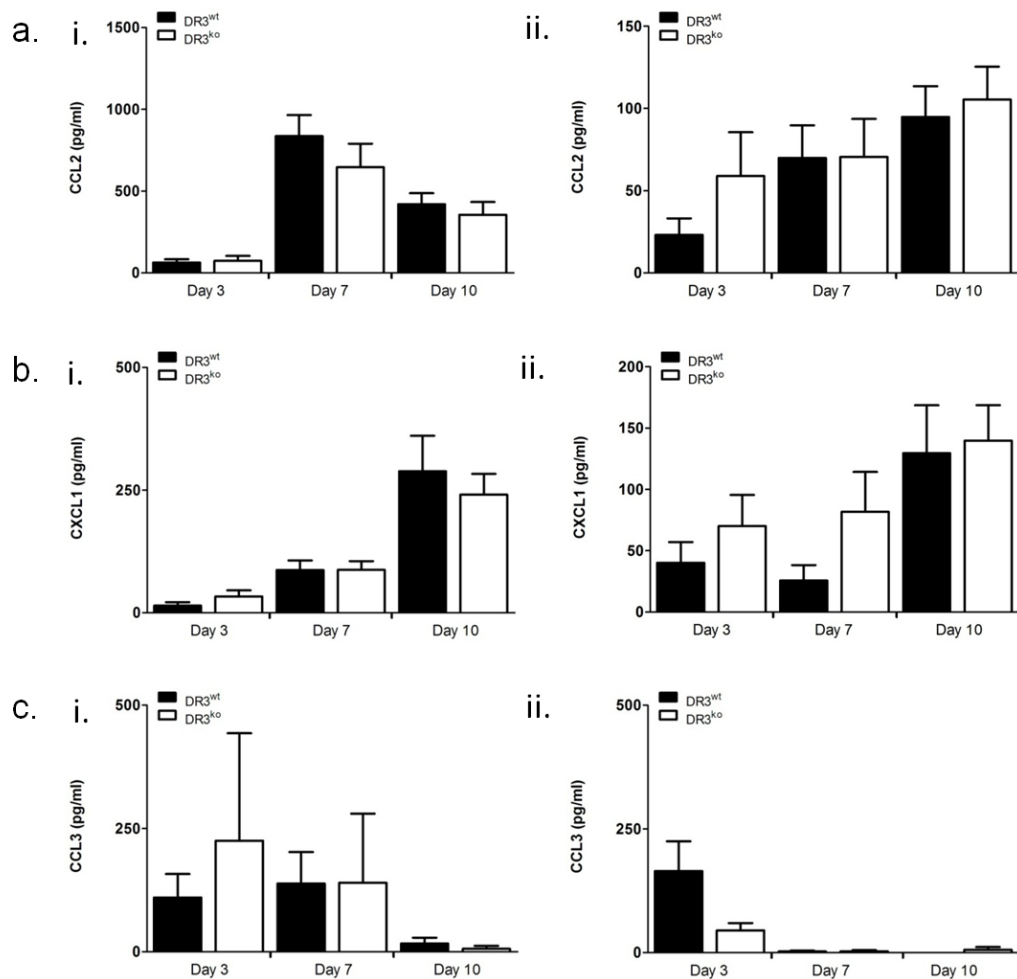 a. i.
DR3wt
DR3ko
CCL2 (pg/ml)
1500
1000
500
0
Day 3 Day 7 Day 10
ii.
DR3wt
DR3ko
CCL2 (pg/ml)
150
100
50
0
Day 3 Day 7 Day 10
b. i.
DR3wt
DR3ko
CXCL1 (pg/ml)
500
250
0
Day 3 Day 7 Day 10
ii.
DR3wt
DR3ko
CXCL1 (pg/ml)
200
150
100
50
0
Day 3 Day 7 Day 10
c. i.
DR3wt
DR3ko
CCL3 (pg/ml)
500
250
0
Day 3 Day 7 Day 10
ii.
DR3wt
DR3ko
CCL3 (pg/ml)
500
250
0
Day 3 Day 7 Day 10